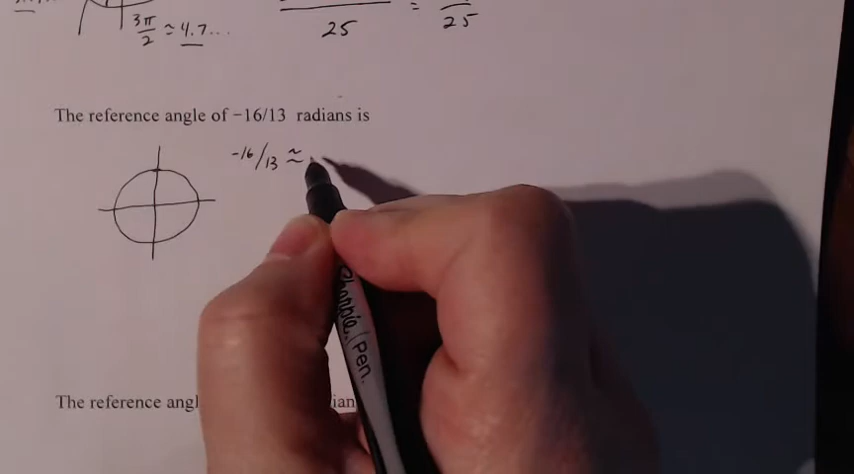 3π/2 ≈ 4.7...
25 = /25
The reference angle of −16/13 radians is
-16/13 ≈
Sharpie/Pen.
The reference angl